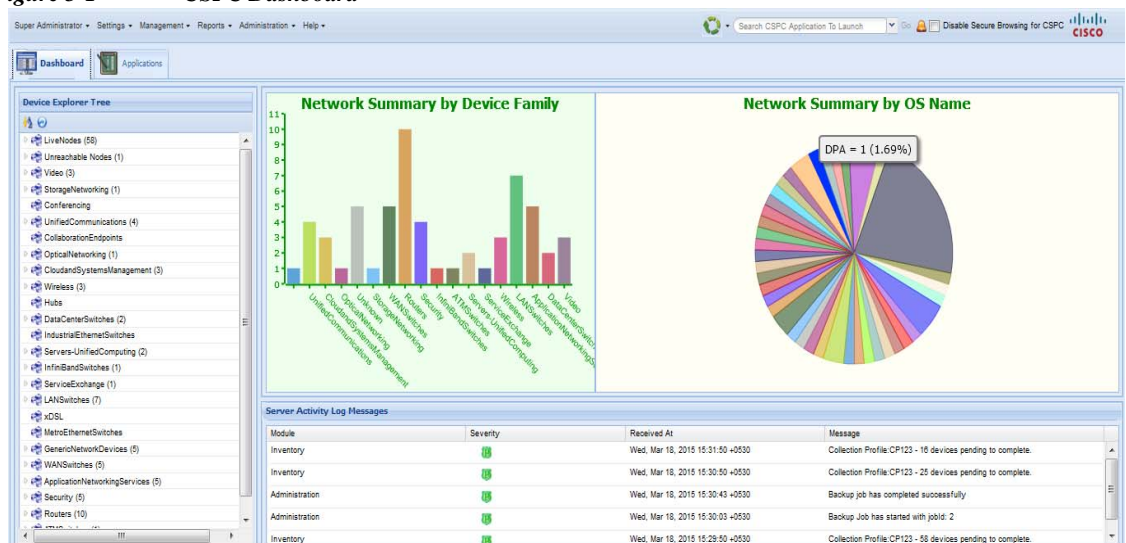 CSPC Dashboard
Super Administrator Settings Management Reports Administration Help
Search CSPC Application To Launch
Go
Disable Secure Browsing for CSPC
CISCO
Dashboard
Applications
Device Explorer Tree
LiveNodes (58)
Unreachable Nodes (1)
Video (3)
StorageNetworking (1)
Conferencing
UnifiedCommunications (4)
CollaborationEndpoints
OpticalNetworking (1)
CloudandSystemsManagement (3)
Wireless (3)
Hubs
DataCenterSwitches (2)
IndustrialEthernetSwitches
Servers-UnifiedComputing (2)
InfiniBandSwitches (1)
ServiceExchange (1)
LANSwitches (7)
xDSL
MetroEthernetSwitches
GenericNetworkDevices (5)
WANSwitches (5)
ApplicationNetworkingServices (5)
Security (5)
Routers (10)
Network Summary by Device Family
11
10
9
8
7
6
5
4
3
2
1
0
UnifiedCommunications
CloudandSystemsManagement
OpticalNetworking
Unknown
StorageNetworking
WANSwitches
Routers
Security
InfiniBandSwitches
ATMSwitches
Servers-UnifiedComputing
ServiceExchange
Wireless
LANSwitches
ApplicationNetworkingS
DataCenterSwitc
Video
Network Summary by OS Name
DPA = 1 (1.69%)
Server Activity Log Messages
Module Severity Received At Message
Inventory Wed, Mar 18, 2015 15:31:50 +0530 Collection Profile:CP123 - 16 devices pending to complete.
Inventory Wed, Mar 18, 2015 15:30:50 +0530 Collection Profile:CP123 - 25 devices pending to complete.
Administration Wed, Mar 18, 2015 15:30:43 +0530 Backup job has completed successfully
Administration Wed, Mar 18, 2015 15:30:03 +0530 Backup Job has started with jobId: 2
Inventory Wed, Mar 18, 2015 15:29:50 +0530 Collection Profile:CP123 - 58 devices pending to complete.